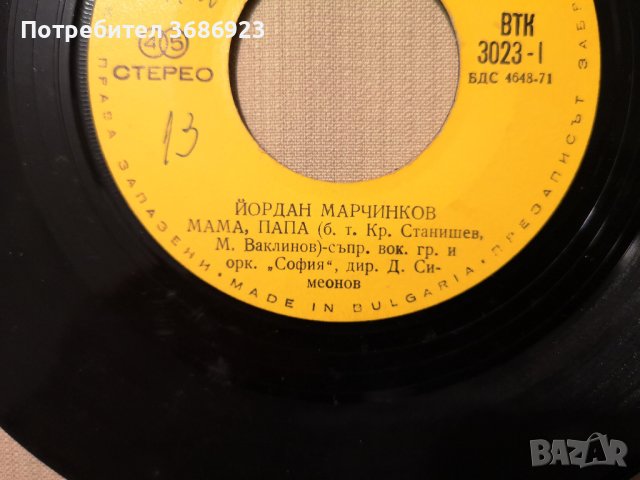 Потребител 3686923
45
СТЕРЕО
ВТК
3023-I
БДС 4648-71
13
ЙОРДАН МАРЧИНКОВ
МАМА, ПАПА (б. т. Кр. Станишев,
М. Ваклинов)-съпр. вок. гр. и
орк. „София“, дир. Д. Си-
меонов
ПРАВА ЗАПАЗЕНИ • MADE IN BULGARIA • ПРЕЗАПИСЪТ ЗАБР
BAZAR